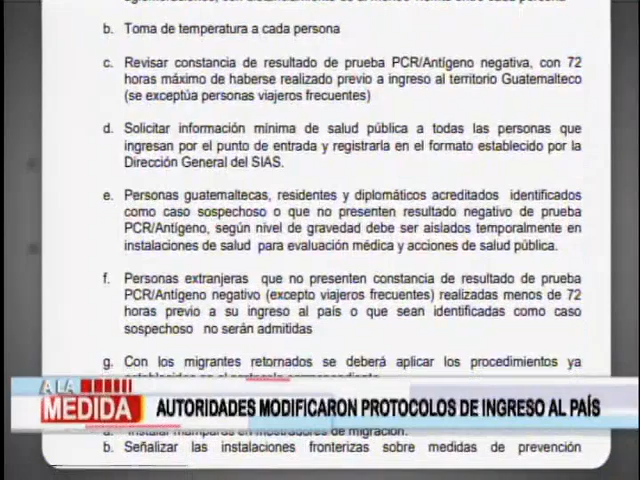 b. Toma de temperatura a cada persona
c. Revisar constancia de resultado de prueba PCR/Antígeno negativa, con 72
horas máximo de haberse realizado previo a ingreso al territorio Guatemalteco
(se exceptúa personas viajeros frecuentes)
d. Solicitar información mínima de salud pública a todas las personas que
ingresan por el punto de entrada y registrarla en el formato establecido por la
Dirección General del SIAS.
e. Personas guatemaltecas, residentes y diplomáticos acreditados identificados
como caso sospechoso o que no presenten resultado negativo de prueba
PCR/Antígeno, según nivel de gravedad debe ser aislados temporalmente en
instalaciones de salud para evaluación médica y acciones de salud pública.
f. Personas extranjeras que no presenten constancia de resultado de prueba
PCR/Antígeno negativo (excepto viajeros frecuentes) realizadas menos de 72
horas previo a su ingreso al país o que sean identificadas como caso
sospechoso no serán admitidas
g. Con los migrantes retornados se deberá aplicar los procedimientos ya
A LA
MEDIDA
AUTORIDADES MODIFICARON PROTOCOLOS DE INGRESO AL PAÍS
a. Instalar mamparas en mostradores de migración.
b. Señalizar las instalaciones fronterizas sobre medidas de prevención